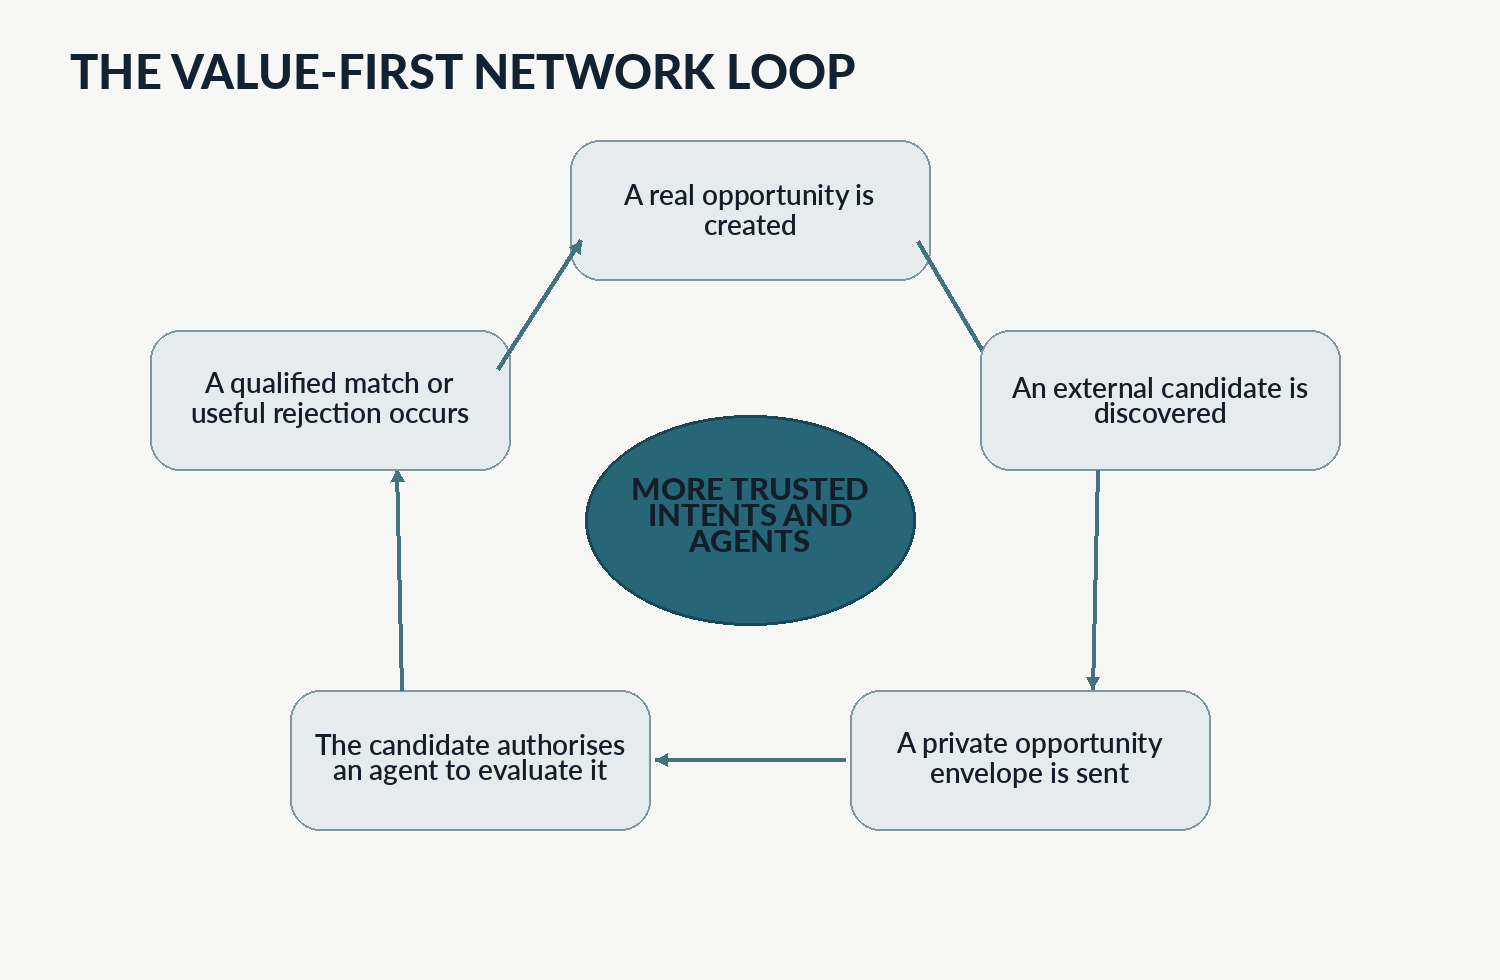 THE VALUE-FIRST NETWORK LOOP
A real opportunity is
created
An external candidate is
discovered
A private opportunity
envelope is sent
The candidate authorises
an agent to evaluate it
A qualified match or
useful rejection occurs
MORE TRUSTED
INTENTS AND
AGENTS